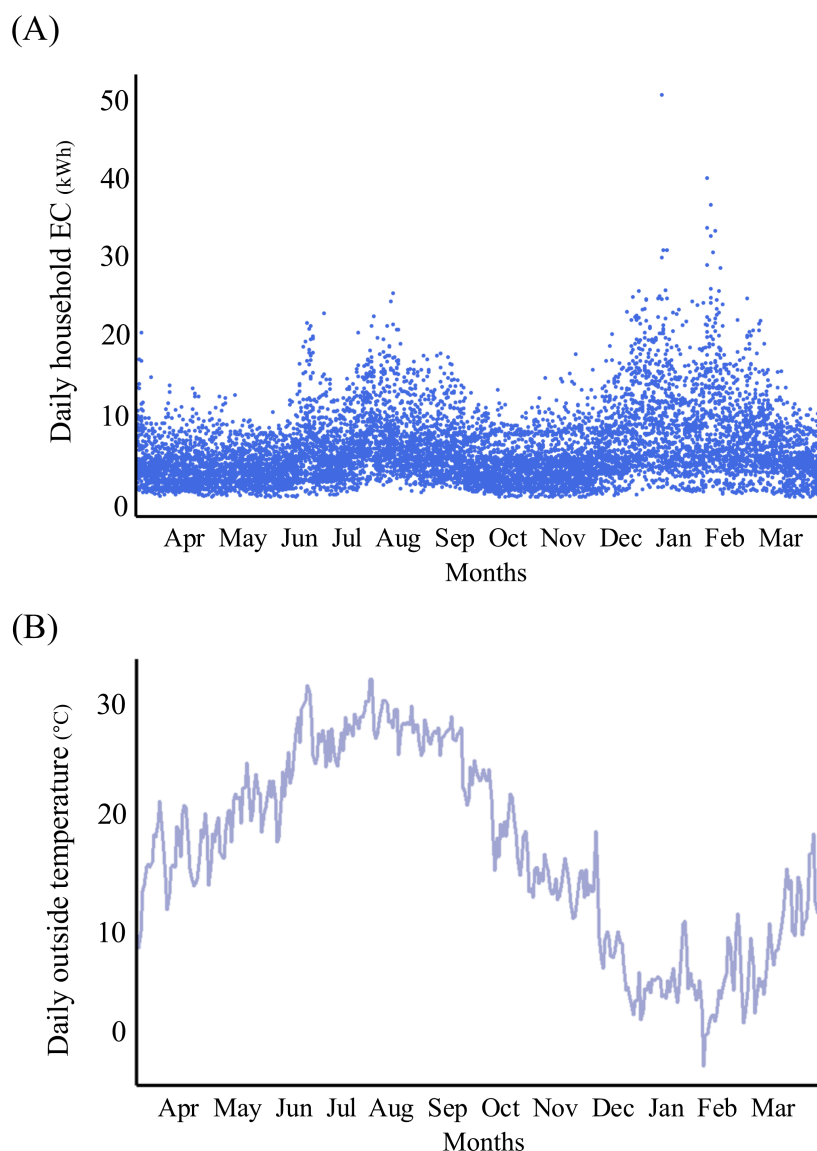 (A)
Daily household EC (kWh)
50
40
30
20
10
0
Apr May Jun Jul Aug Sep Oct Nov Dec Jan Feb Mar
Months
(B)
Daily outside temperature (°C)
30
20
10
0
Apr May Jun Jul Aug Sep Oct Nov Dec Jan Feb Mar
Months